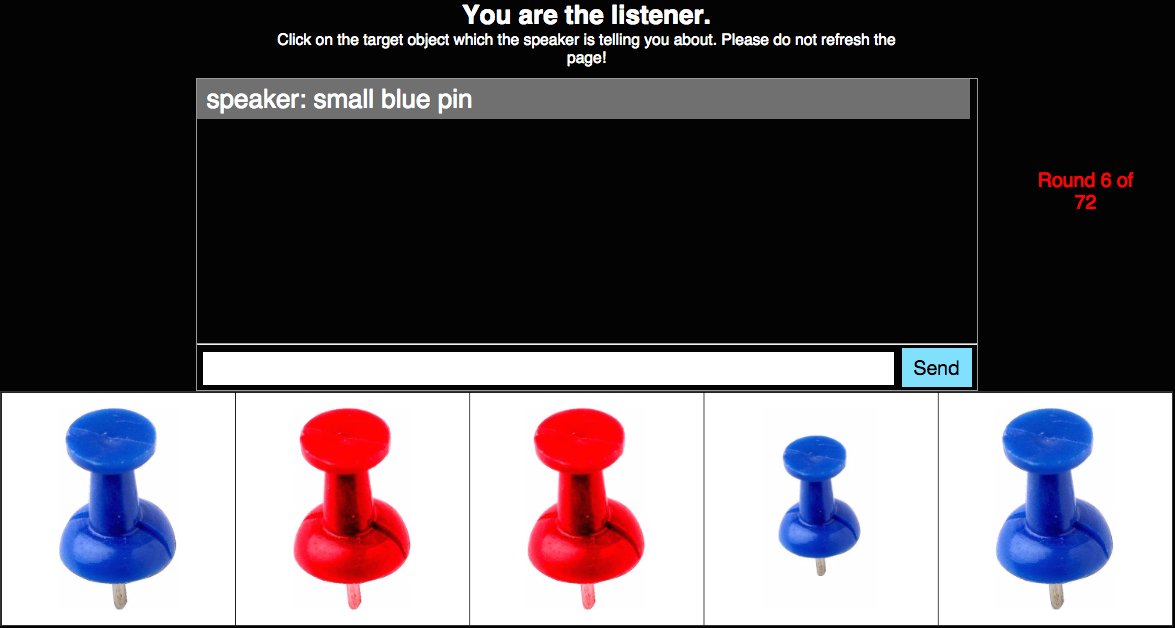 You are the listener.
Click on the target object which the speaker is telling you about. Please do not refresh the
page!
speaker: small blue pin
Round 6 of
72
Send